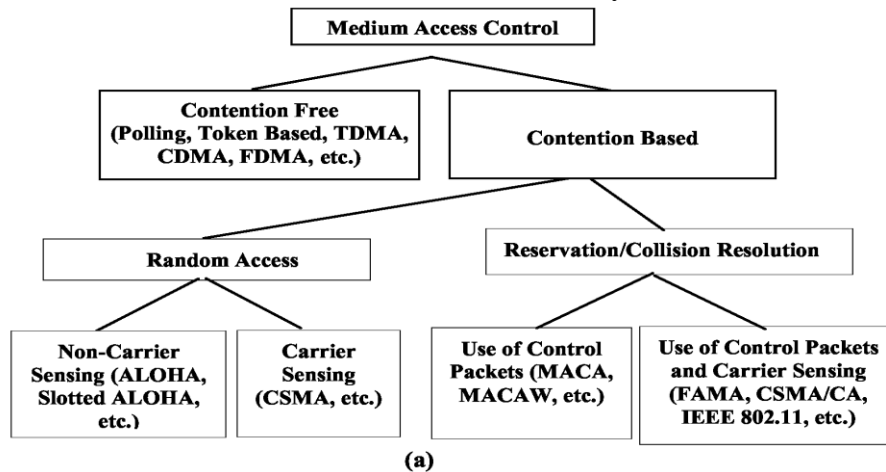 Medium Access Control
Contention Free
(Polling, Token Based, TDMA,
CDMA, FDMA, etc.)
Contention Based
Random Access
Reservation/Collision Resolution
Non-Carrier
Sensing (ALOHA,
Slotted ALOHA,
etc.)
Carrier
Sensing
(CSMA, etc.)
Use of Control
Packets (MACA,
MACAW, etc.)
Use of Control Packets
and Carrier Sensing
(FAMA, CSMA/CA,
IEEE 802.11, etc.)
(a)